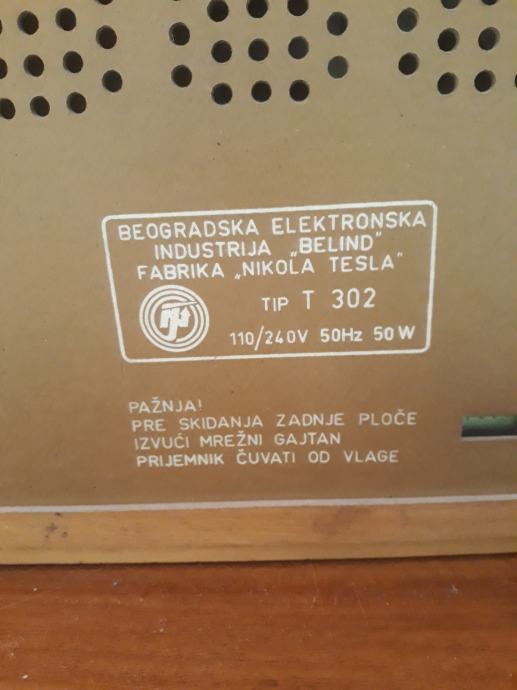 BEOGRADSKA ELEKTRONSKA
INDUSTRIJA „BELIND"
FABRIKA „NIKOLA TESLA"
TIP T 302
110/240V 50Hz 50W
PAŽNJA!
PRE SKIDANJA ZADNJE PLOČE
IZVUĆI MREŽNI GAJTAN
PRIJEMNIK ČUVATI OD VLAGE